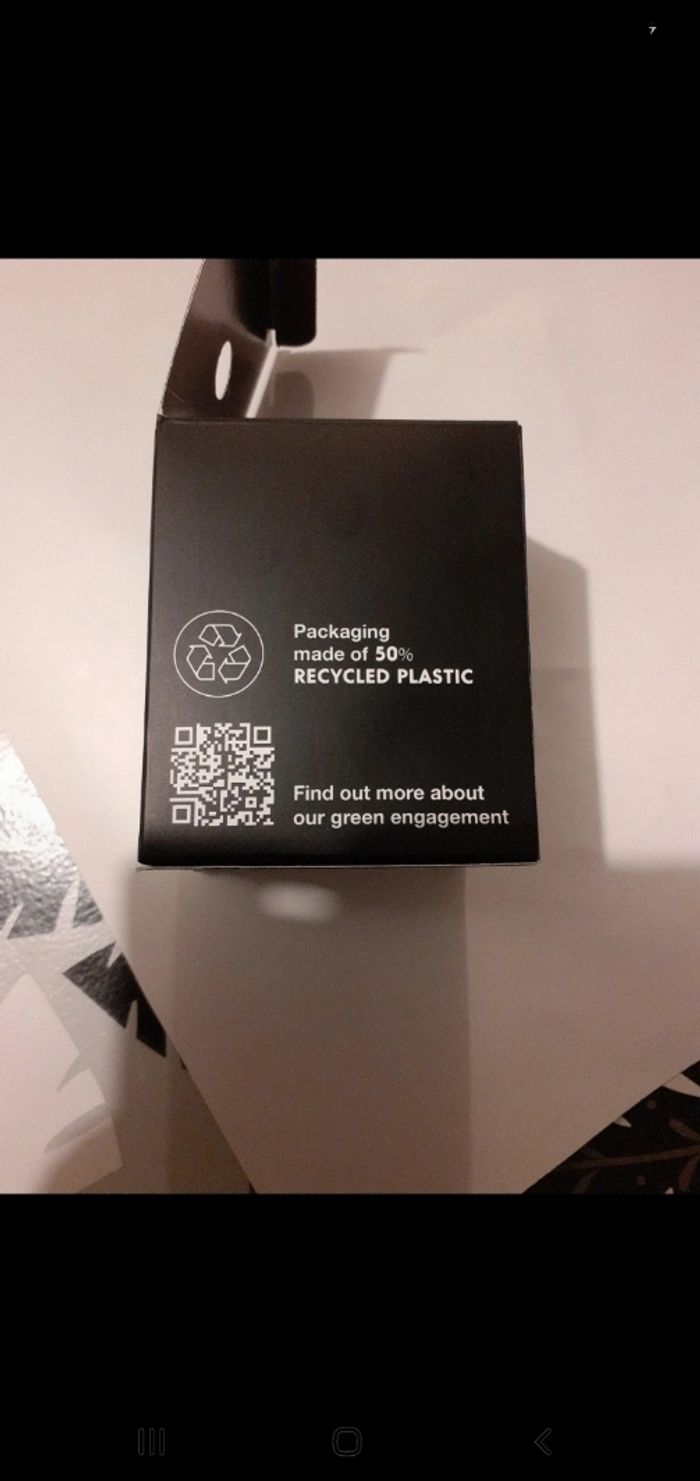 Packaging
made of 50%
RECYCLED PLASTIC
Find out more about
our green engagement